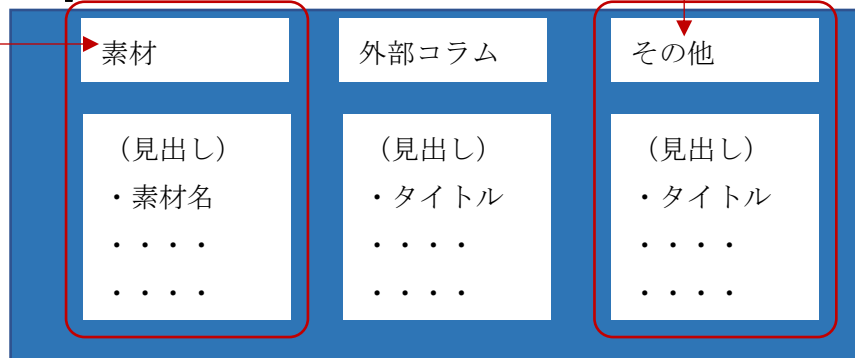 素材
外部コラム
その他
（見出し）
・素材名
・・・・
・・・・
（見出し）
・タイトル
・・・・
・・・・
（見出し）
・タイトル
・・・・
・・・・